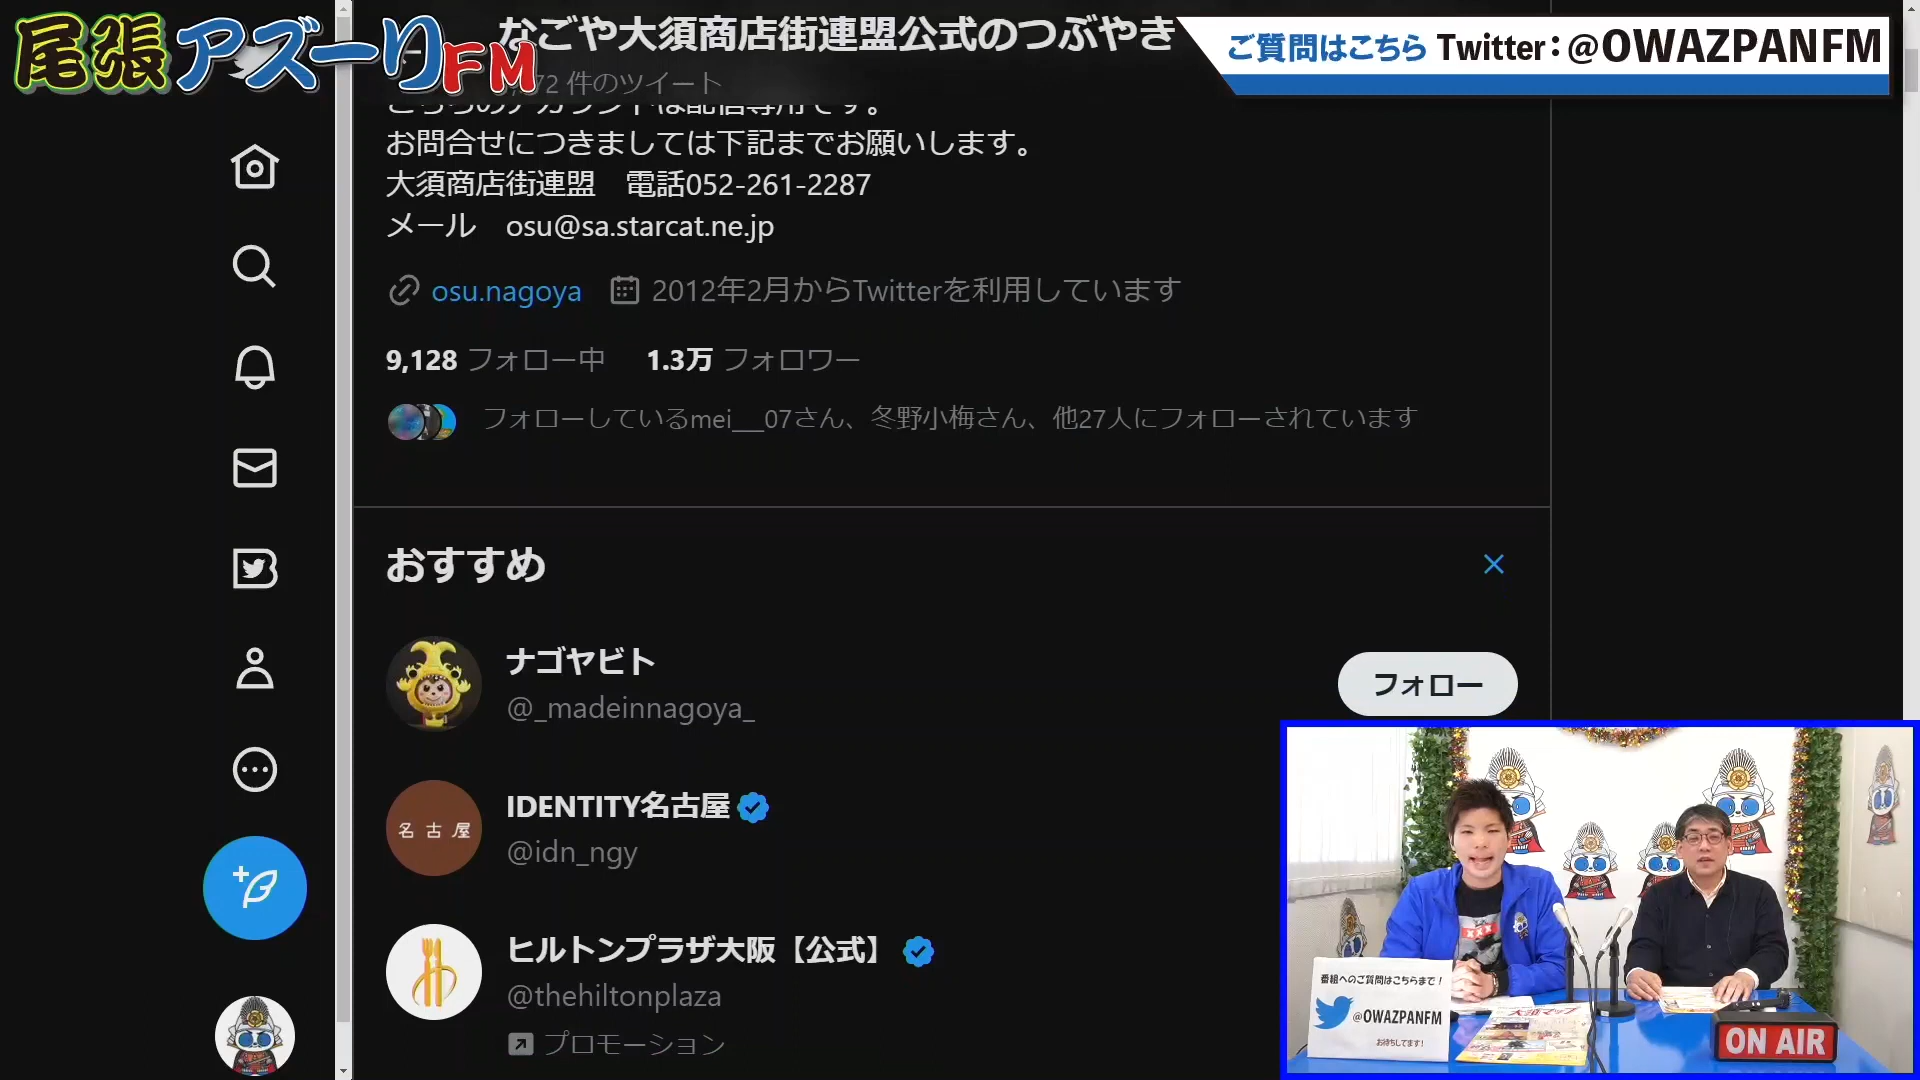 尾張アズーりFM
なごや大須商店街連盟公式のつぶやき
72 件のツイート
ご質問はこちら Twitter：@OWAZPANFM
こちらのアカウントは配信専用です。
お問合せにつきましては下記までお願いします。
大須商店街連盟　電話052-261-2287
メール　osu@sa.starcat.ne.jp
osu.nagoya 2012年2月からTwitterを利用しています
9,128 フォロー中 1.3万 フォロワー
フォローしているmei__07さん、冬野小梅さん、他27人にフォローされています
おすすめ
ナゴヤビト
@_madeinnagoya_
フォロー
名古屋
IDENTITY名古屋
@idn_ngy
ヒルトンプラザ大阪【公式】
@thehiltonplaza
プロモーション
番組へのご質問はこちらまで！
@OWAZPANFM
お待ちしてます！
大須マップ
XXX
ON AIR